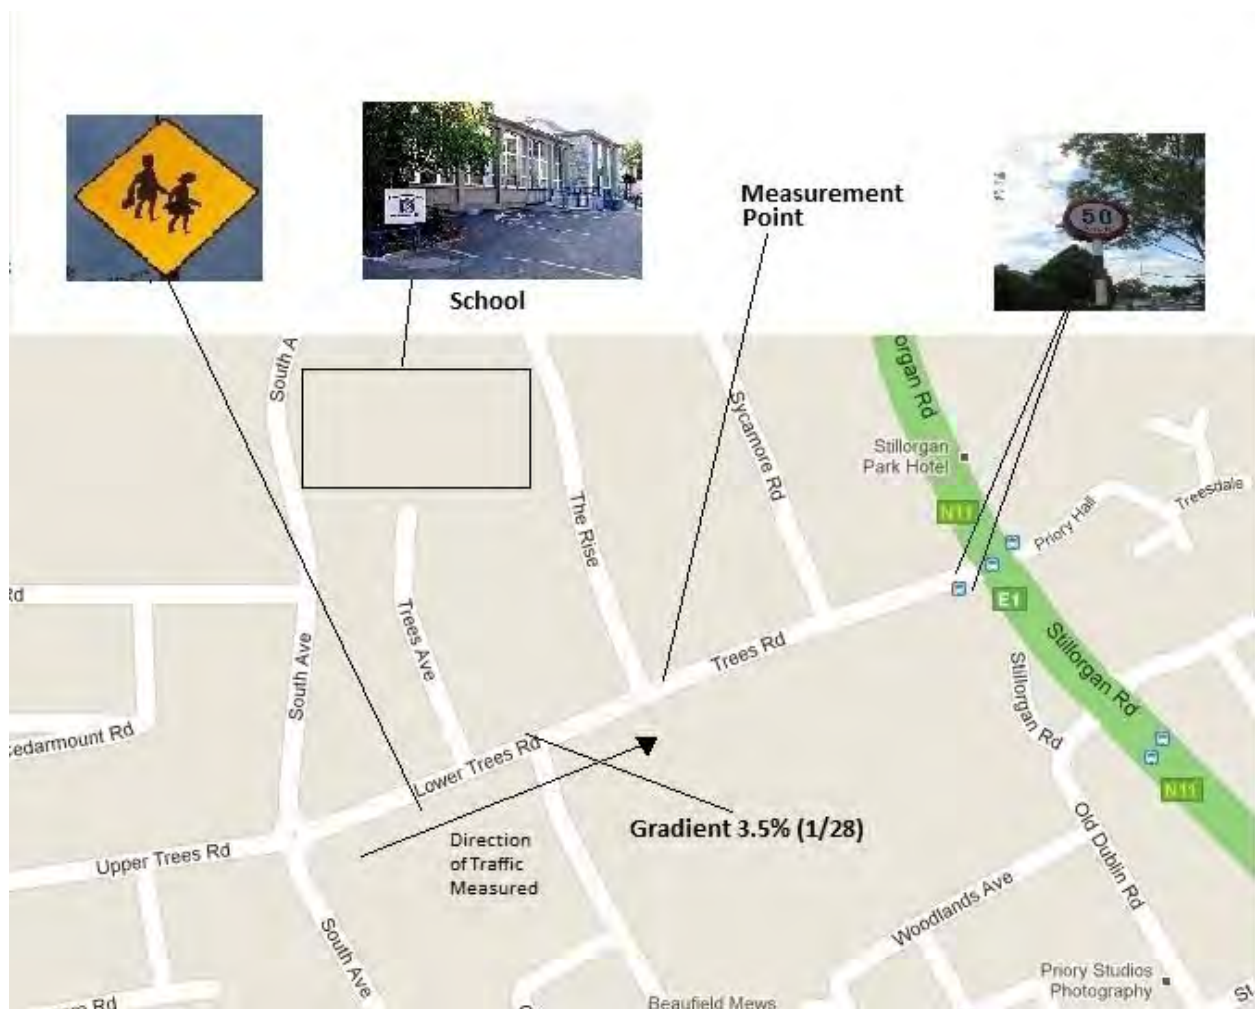 50
Measurement
Point
School
South A
organ Rd
Sycamore Rd
Stillorgan
Park Hotel
The Rise
N11
Priory Hall
Treesdale
Rd
E1
Trees Ave
South Ave
Trees Rd
Stillorgan Rd
Stillorgan Rd
cedarmount Rd
Lower Trees Rd
N11
Gradient 3.5% (1/28)
Direction
of Traffic
Measured
Upper Trees Rd
Old Dublin Rd
Woodlands Ave
South Ave
Priory Studios
Photography
Beaufield Mews
Rd
St